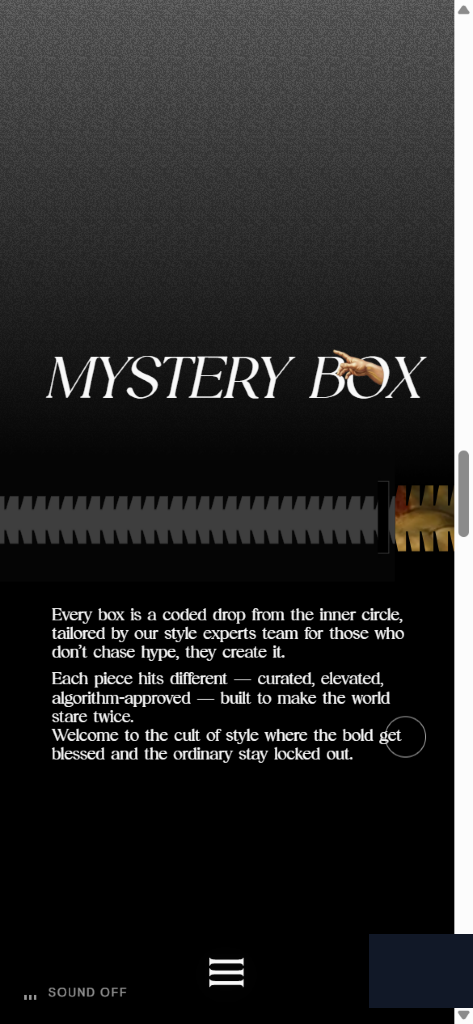 MYSTERY BOX
Every box is a coded drop from the inner circle,
tailored by our style experts team for those who
don’t chase hype, they create it.
Each piece hits different — curated, elevated,
algorithm-approved — built to make the world
stare twice.
Welcome to the cult of style where the bold get
blessed and the ordinary stay locked out.
SOUND OFF